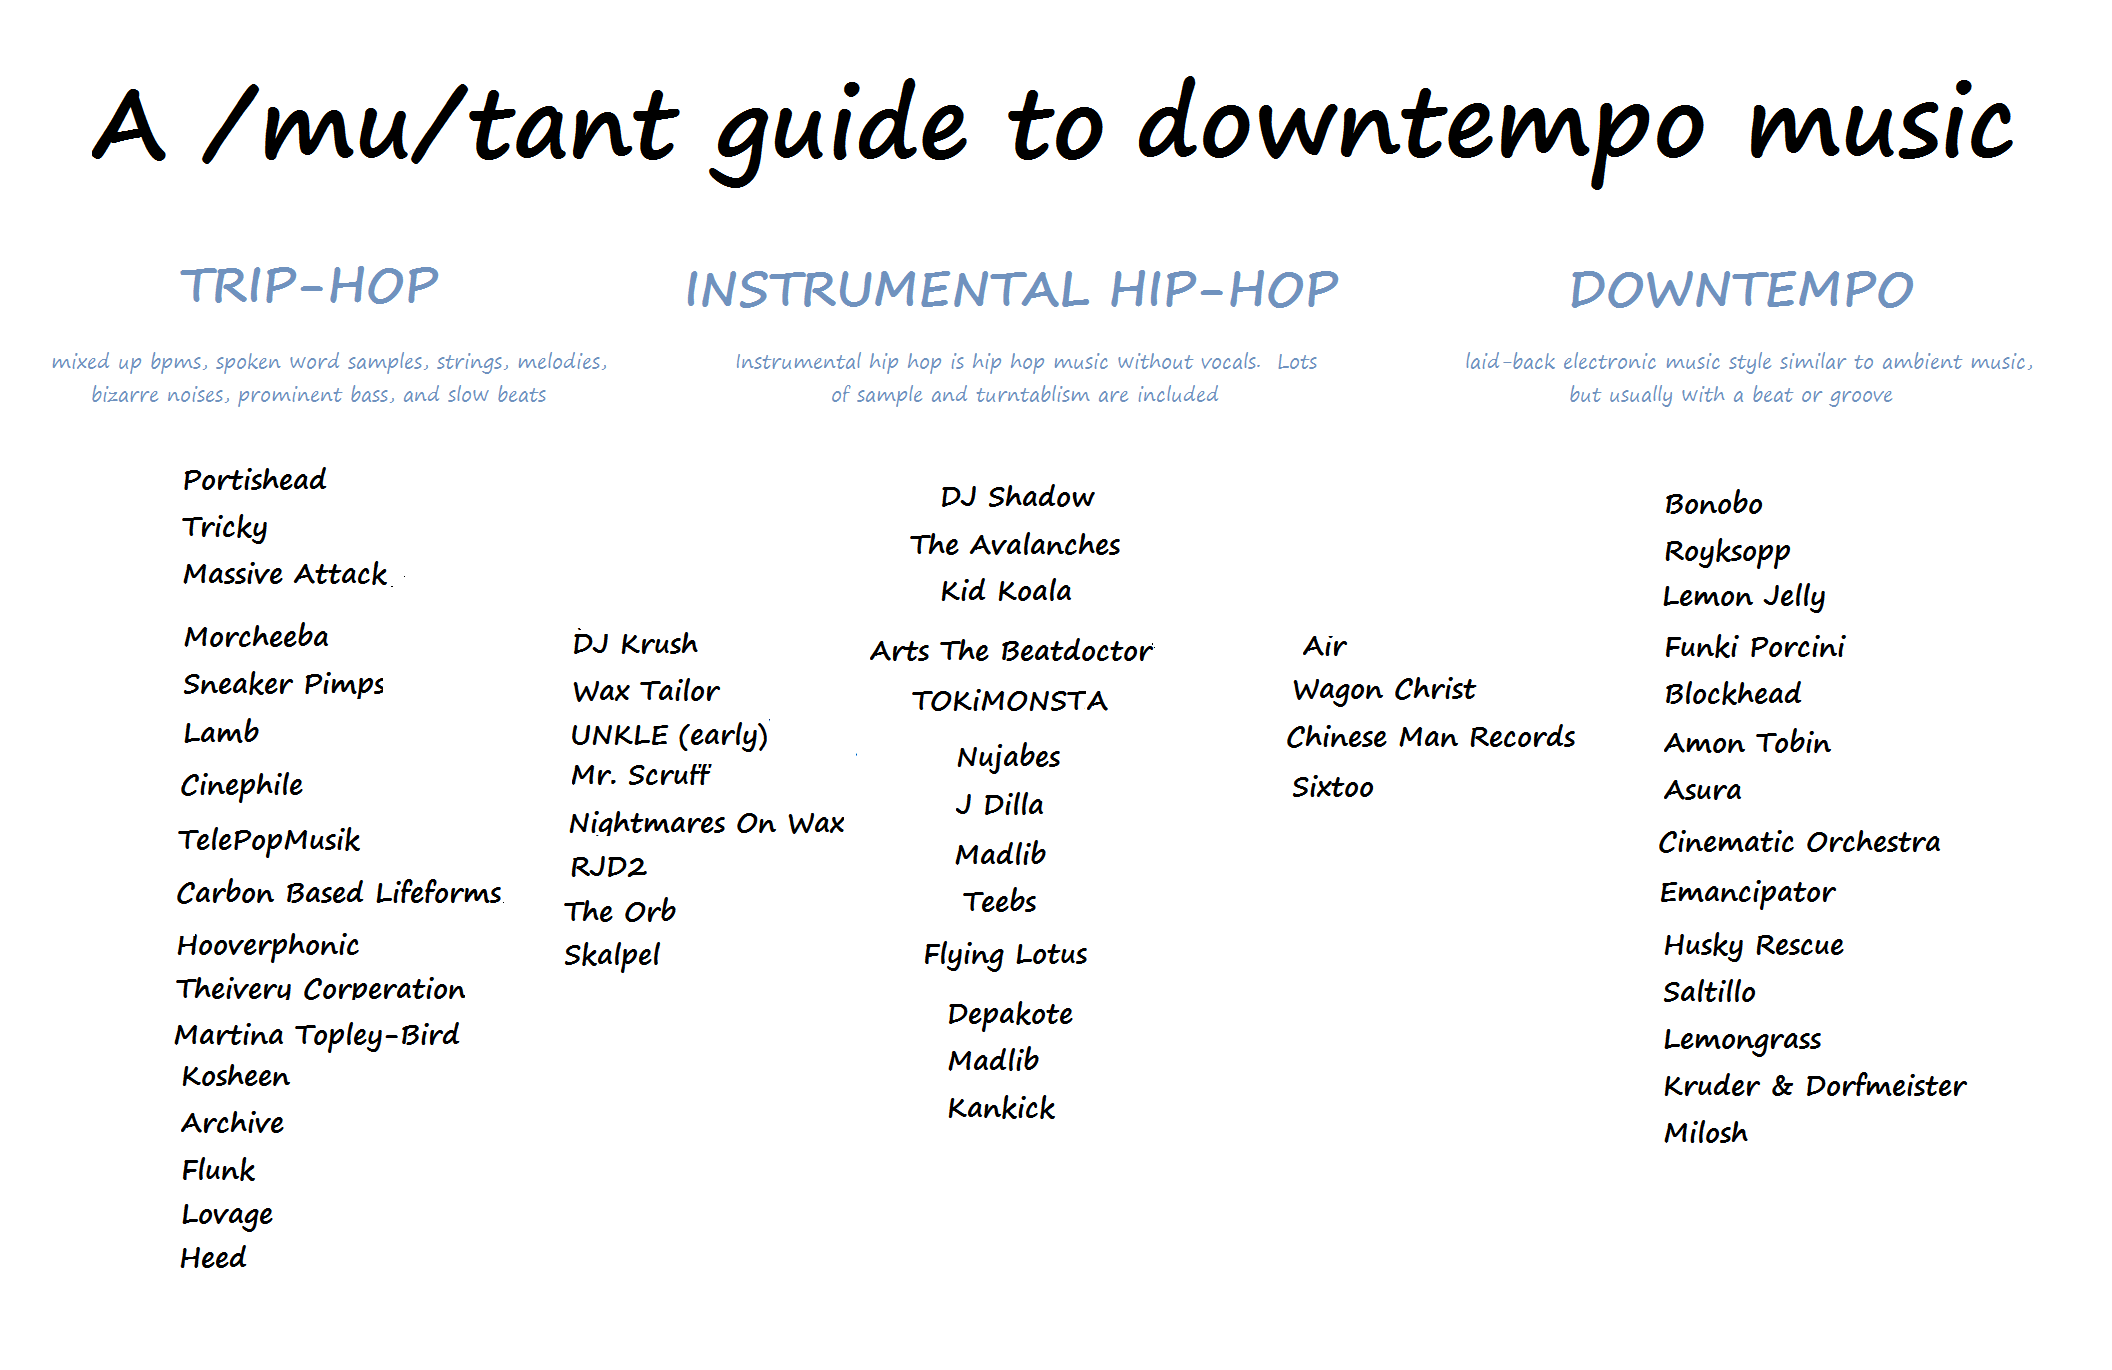 A /mu/tant guide to downtempo music
TRIP-HOP
mixed up bpms, spoken word samples, strings, melodies,
bizarre noises, prominent bass, and slow beats
Portishead
Tricky
Massive Attack
Morcheeba
Sneaker Pimps
Lamb
Cinephile
TelePopMusik
Carbon Based Lifeforms
Hooverphonic
Theivery Corperation
Martina Topley-Bird
Kosheen
Archive
Flunk
Lovage
Heed
DJ Krush
Wax Tailor
UNKLE (early)
Mr. Scruff
Nightmares On Wax
RJD2
The Orb
Skalpel
INSTRUMENTAL HIP-HOP
Instrumental hip hop is hip hop music without vocals. Lots
of sample and turntablism are included
DJ Shadow
The Avalanches
Kid Koala
Arts The Beatdoctor
TOKiMONSTA
Nujabes
J Dilla
Madlib
Teebs
Flying Lotus
Depakote
Madlib
Kankick
Air
Wagon Christ
Chinese Man Records
Sixtoo
DOWNTEMPO
laid-back electronic music style similar to ambient music,
but usually with a beat or groove
Bonobo
Royksopp
Lemon Jelly
Funki Porcini
Blockhead
Amon Tobin
Asura
Cinematic Orchestra
Emancipator
Husky Rescue
Saltillo
Lemongrass
Kruder & Dorfmeister
Milosh